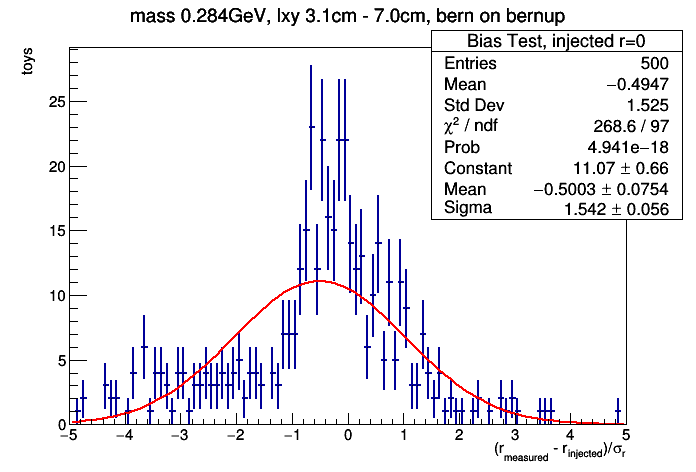 mass 0.284GeV, lxy 3.1cm - 7.0cm, bern on bernup
Bias Test, injected r=0
Entries 500
Mean −0.4947
Std Dev 1.525
χ² / ndf 268.6 / 97
Prob 4.941e−18
Constant 11.07 ± 0.66
Mean −0.5003 ± 0.0754
Sigma 1.542 ± 0.056
toys
25
20
15
10
5
0
−5 −4 −3 −2 −1 0 1 2 3 4 5
(r_measured - r_injected)/σ_r